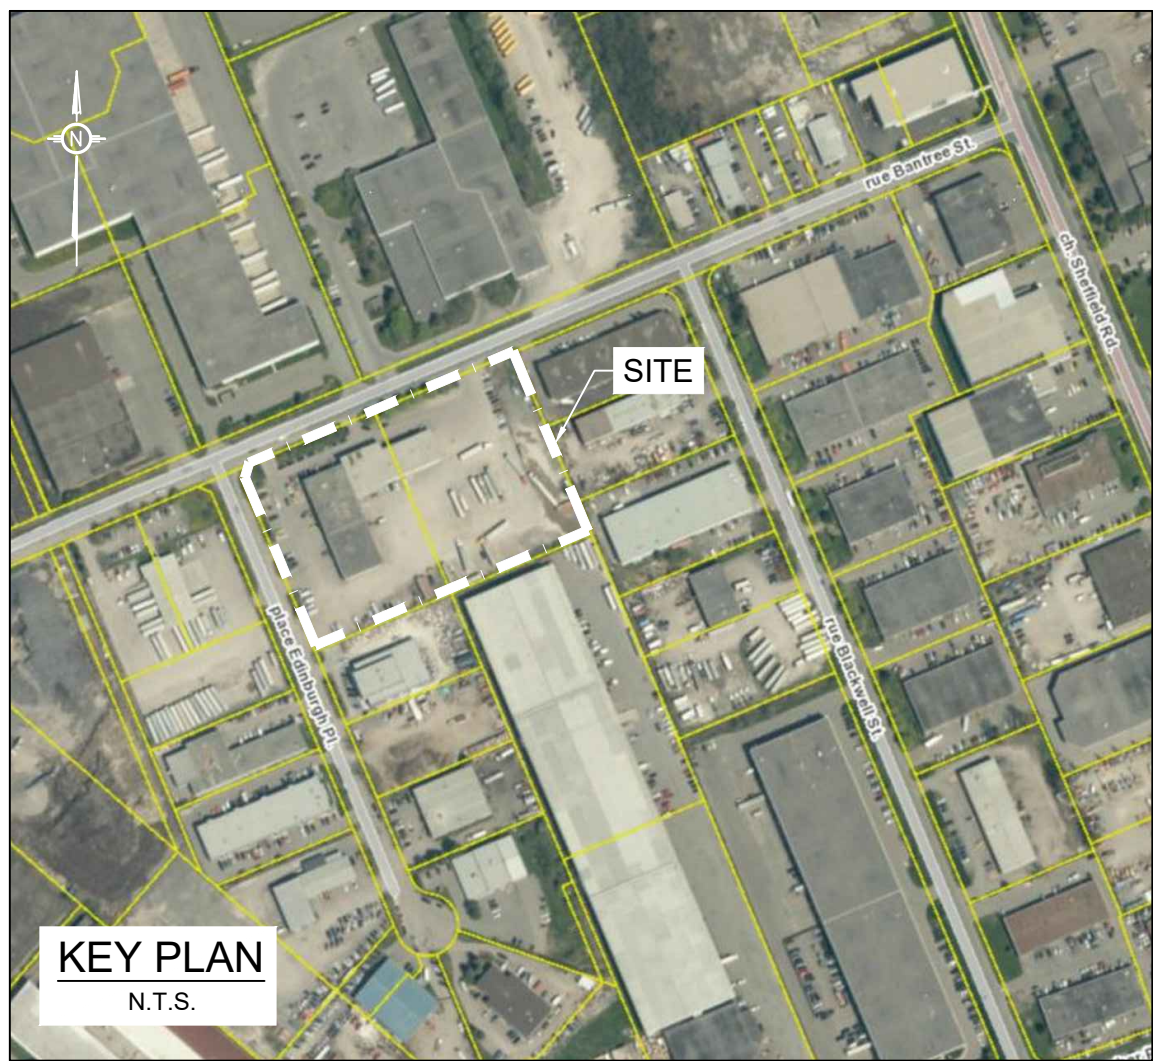 N
rue Bantree St.
ch. Sheffield Rd.
SITE
place Edinburgh Pl.
rue Blackwell St.
KEY PLAN
N.T.S.